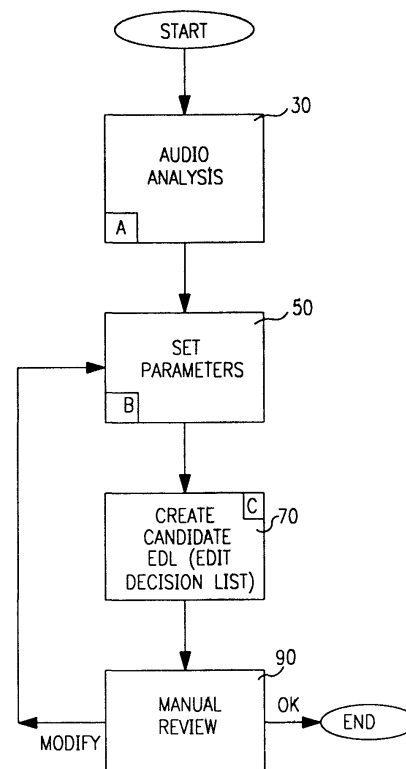 START
30
AUDIO
ANALYSIS
A
50
SET
PARAMETERS
B
C
70
CREATE
CANDIDATE
EDL (EDIT
DECISION LIST)
90
MANUAL
REVIEW
OK
END
MODIFY